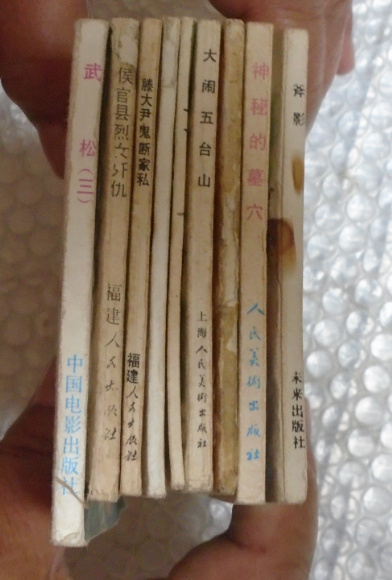 武松（三）
中国电影出版社
侯官县烈女歼仇
福建人民出版社
滕大尹鬼断家私
福建人民出版社
大闹五台山
上海人民美術出版社
神秘的墓穴
人民美術出版社
斧影
未来出版社